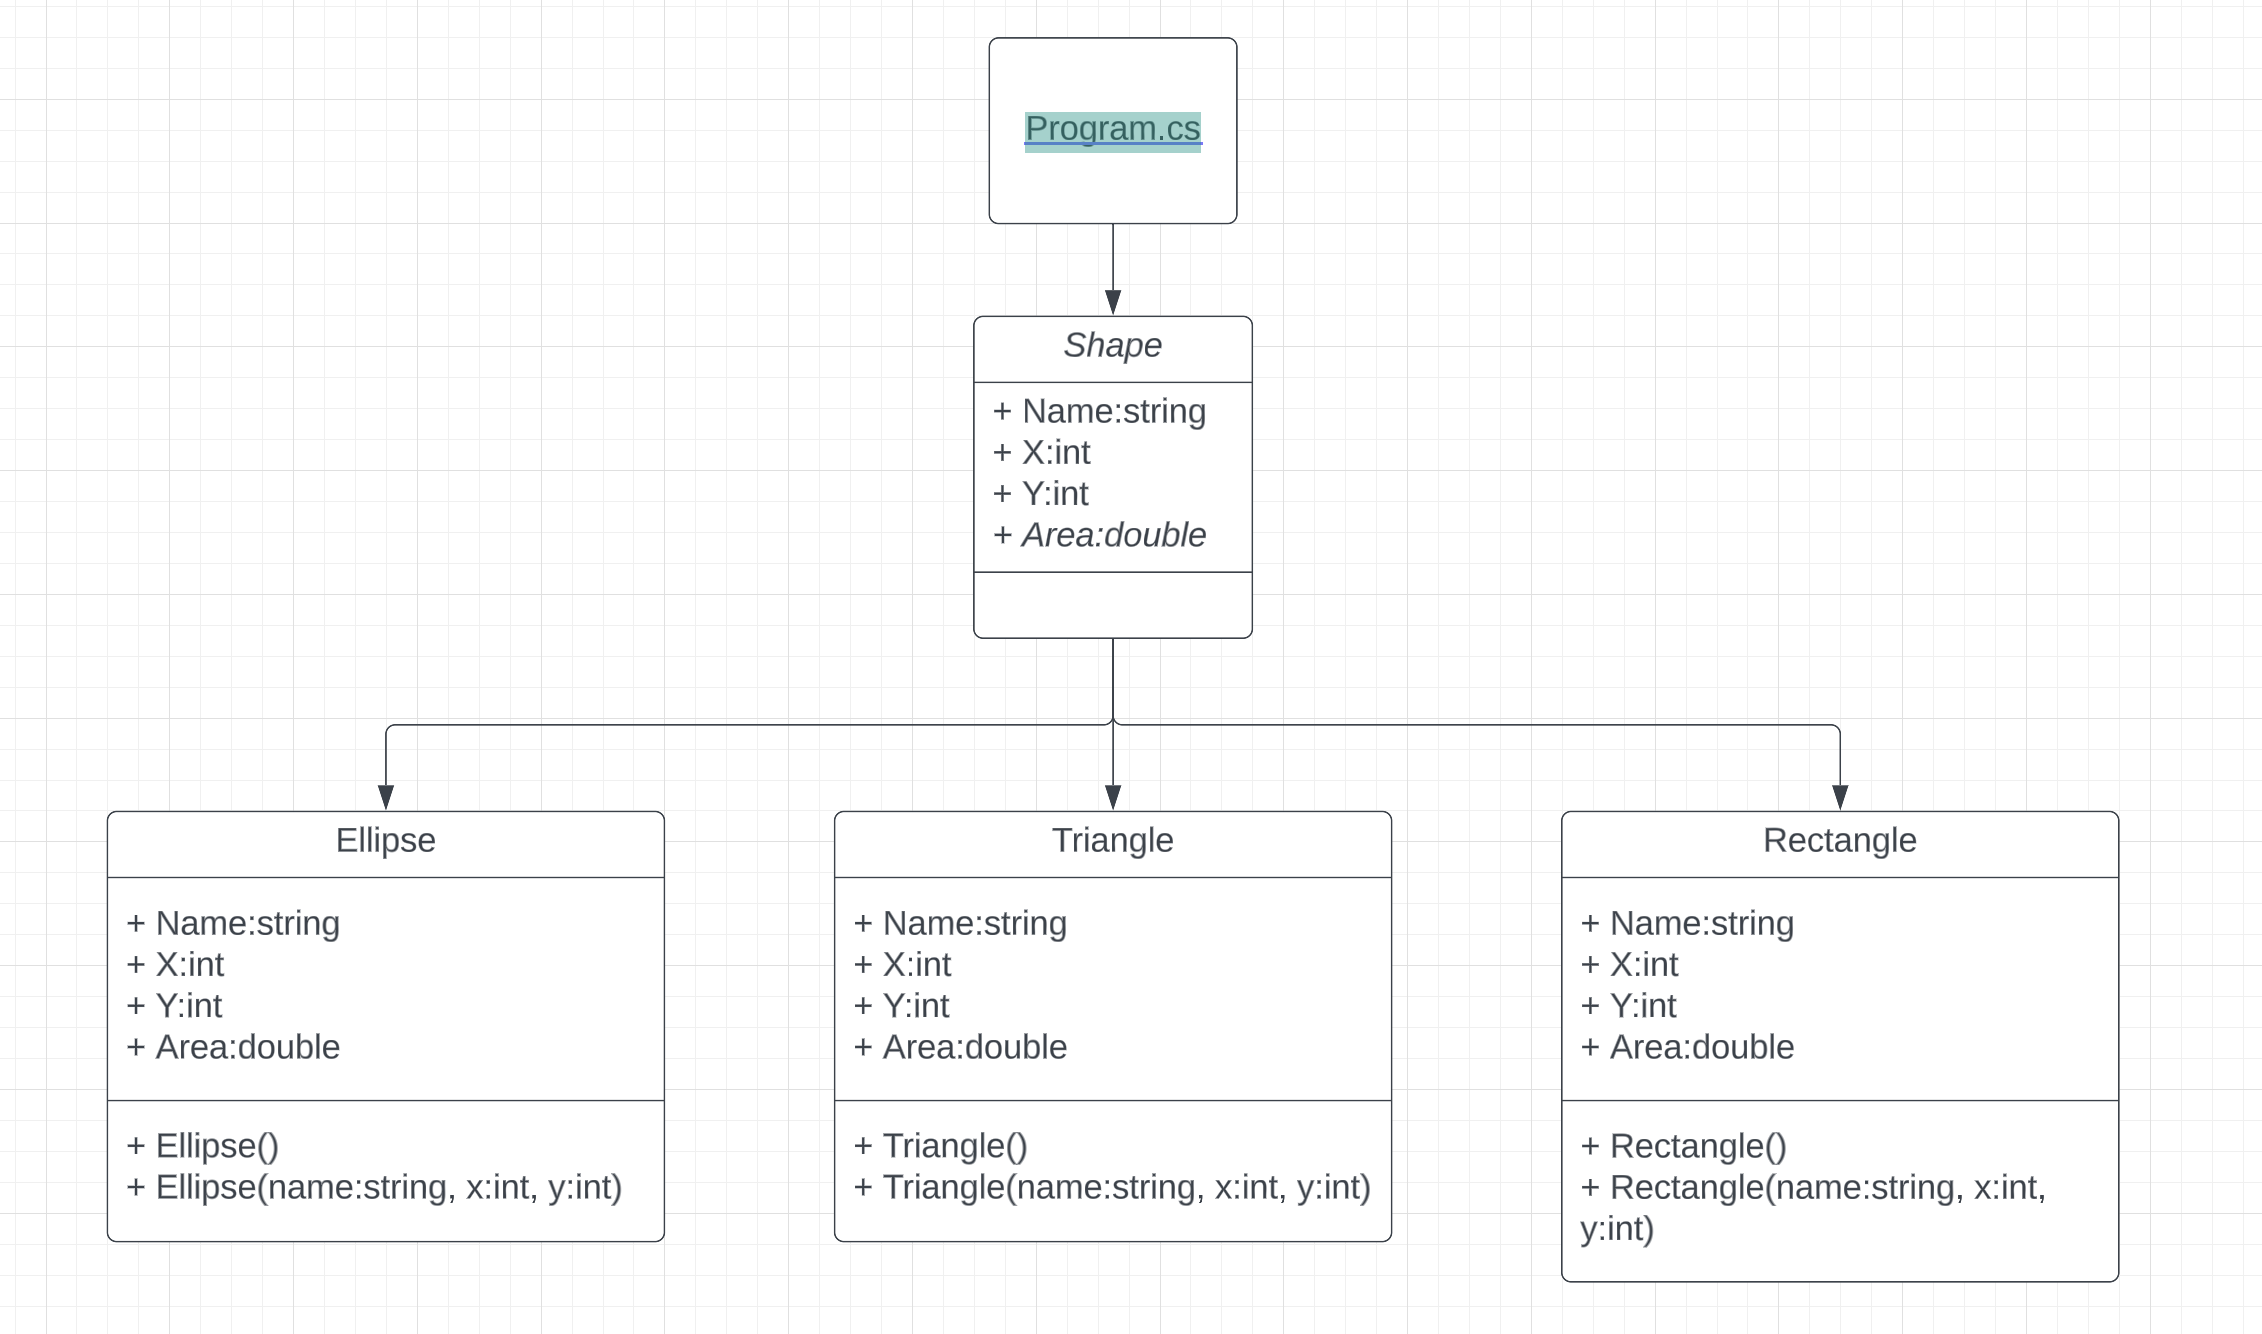 Program.cs
Shape
+ Name:string
+ X:int
+ Y:int
+ Area:double
Ellipse
+ Name:string
+ X:int
+ Y:int
+ Area:double
+ Ellipse()
+ Ellipse(name:string, x:int, y:int)
Triangle
+ Name:string
+ X:int
+ Y:int
+ Area:double
+ Triangle()
+ Triangle(name:string, x:int, y:int)
Rectangle
+ Name:string
+ X:int
+ Y:int
+ Area:double
+ Rectangle()
+ Rectangle(name:string, x:int,
y:int)